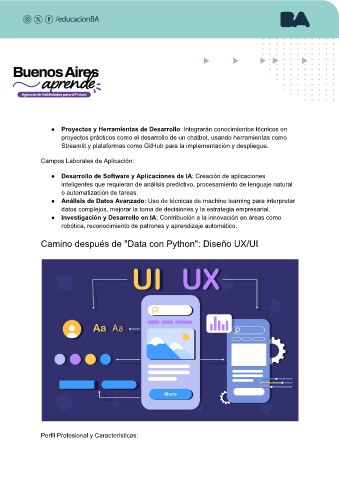 /educacionBA
BA
Buenos Aires
aprende
Agencia de Habilidades para el Futuro
● Proyectos y Herramientas de Desarrollo: Integrarán conocimientos técnicos en
proyectos prácticos como el desarrollo de un chatbot, usando herramientas como
Streamlit y plataformas como GitHub para la implementación y despliegue.
Campos Laborales de Aplicación:
● Desarrollo de Software y Aplicaciones de IA: Creación de aplicaciones
inteligentes que requieran de análisis predictivo, procesamiento de lenguaje natural
o automatización de tareas.
● Análisis de Datos Avanzado: Uso de técnicas de machine learning para interpretar
datos complejos, mejorar la toma de decisiones y la estrategia empresarial.
● Investigación y Desarrollo en IA: Contribución a la innovación en áreas como
robótica, reconocimiento de patrones y aprendizaje automático.
Camino después de "Data con Python": Diseño UX/UI
UI UX
Aa Aa
More
Perfil Profesional y Características: